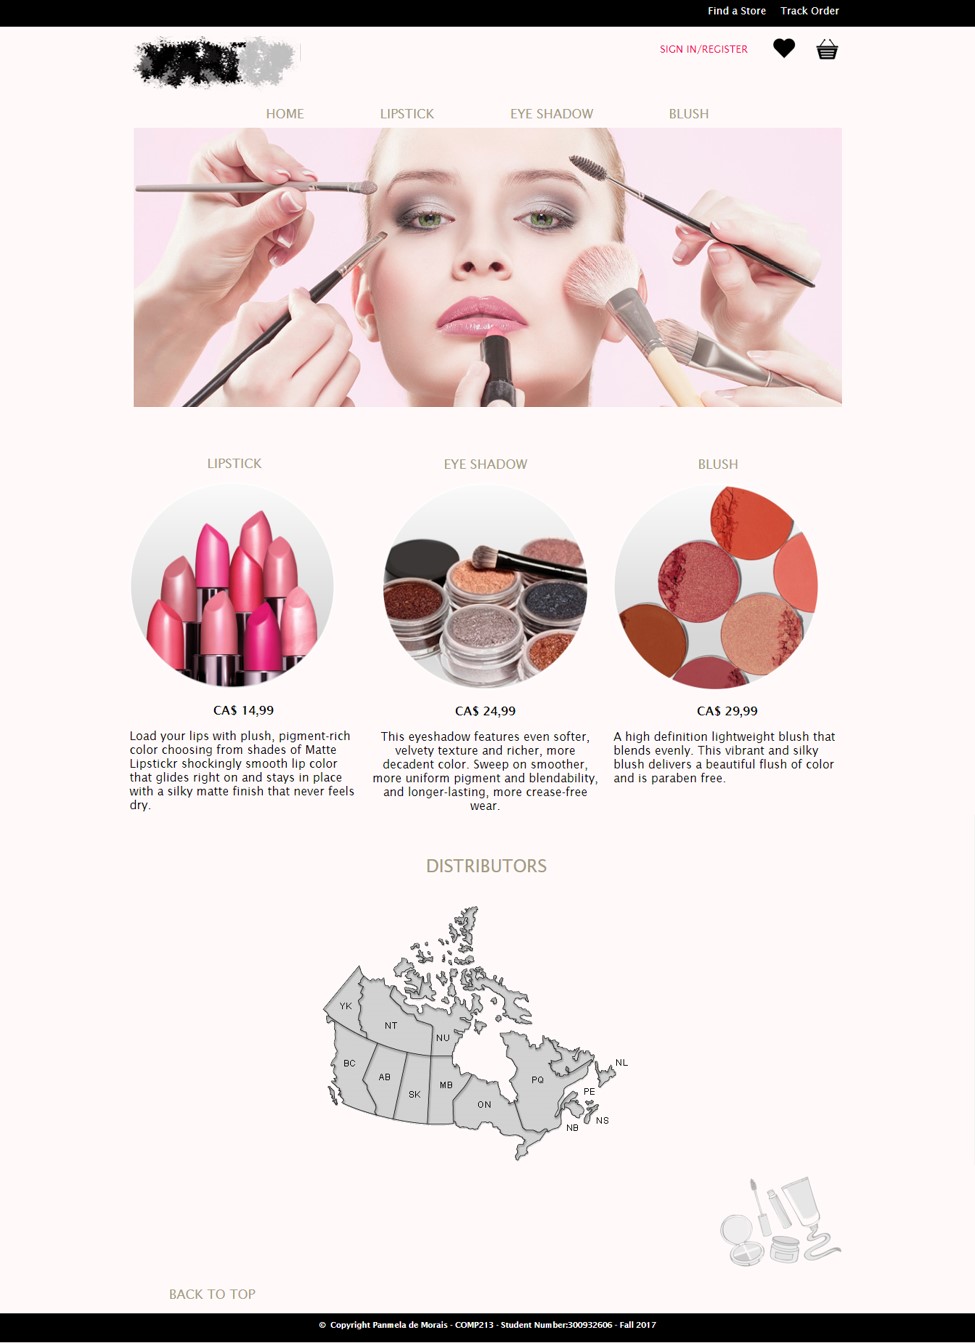 Find a Store Track Order
SIGN IN/REGISTER
HOME LIPSTICK EYE SHADOW BLUSH
LIPSTICK
EYE SHADOW
BLUSH
CA$ 14,99
Load your lips with plush, pigment-rich
color choosing from shades of Matte
Lipstickr shockingly smooth lip color
that glides right on and stays in place
with a silky matte finish that never feels
dry.
CA$ 24,99
This eyeshadow features even softer,
velvety texture and richer, more
decadent color. Sweep on smoother,
more uniform pigment and blendability,
and longer-lasting, more crease-free
wear.
CA$ 29,99
A high definition lightweight blush that
blends evenly. This vibrant and silky
blush delivers a beautiful flush of color
and is paraben free.
DISTRIBUTORS
YK
NT
NU
BC
AB
SK
MB
ON
PQ
NL
PE
NS
NB
BACK TO TOP
© Copyright Panmela de Morais - COMP213 - Student Number:300932606 - Fall 2017